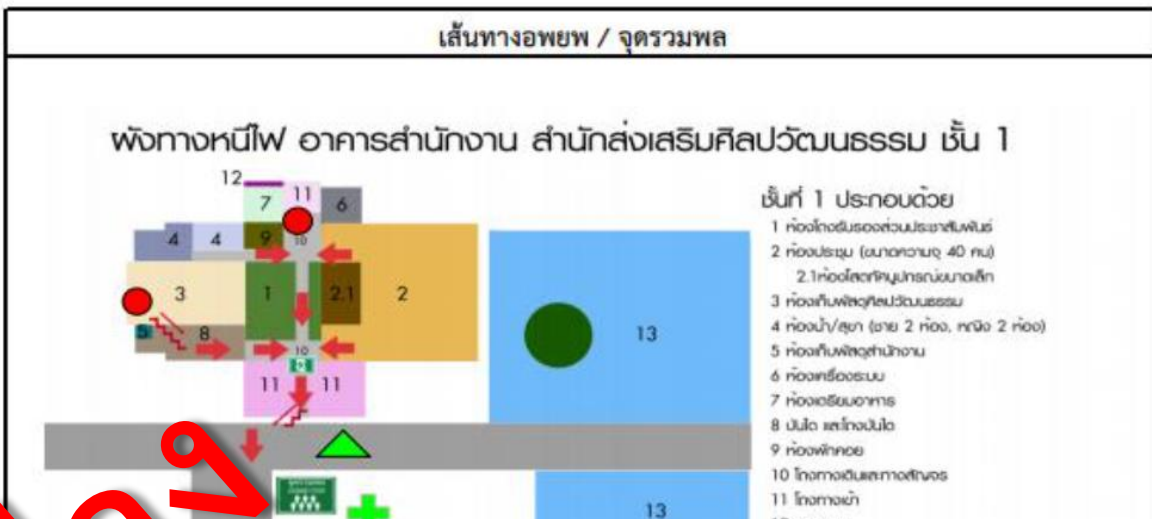 เส้นทางอพยพ / จุดรวมพล
ผังทางหนีไฟ อาคารสำนักงาน สำนักส่งเสริมศิลปวัฒนธรรม ชั้น 1
ชั้นที่ 1 ประกอบด้วย
1 ห้องโถงรับรองส่วนประชาสัมพันธ์
2 ห้องประชุม (ขนาดความจุ 40 คน)
2.1ห้องโสตทัศนูปกรณ์ขนาดเล็ก
3 ห้องเก็บพัสดุศิลปวัฒนธรรม
4 ห้องน้ำ/สุขา (ชาย 2 ห้อง, หญิง 2 ห้อง)
5 ห้องเก็บพัสดุสำนักงาน
6 ห้องเครื่องระบบ
7 ห้องเตรียมอาหาร
8 บันได และโถงบันได
9 ห้องพักคอย
10 โถงทางเดินและทางสัญจร
11 โถงทางเข้า
12
7 11 6
4 4 9 10
3 1 2.1 2
13
5 8
10
11 11
13